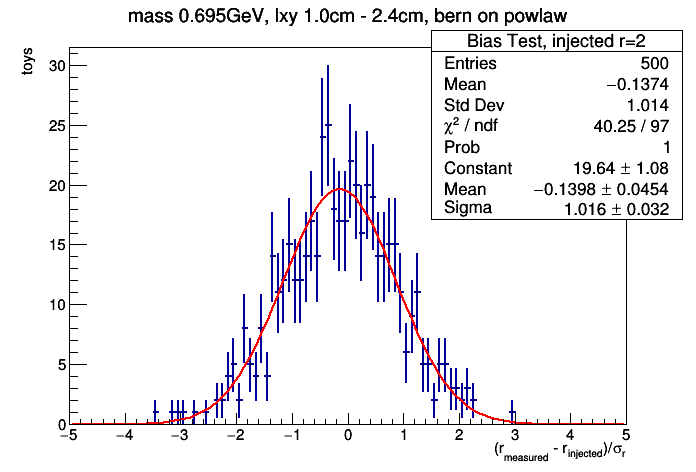 mass 0.695GeV, lxy 1.0cm - 2.4cm, bern on powlaw
Bias Test, injected r=2
Entries 500
Mean −0.1374
Std Dev 1.014
χ² / ndf 40.25 / 97
Prob 1
Constant 19.64 ± 1.08
Mean −0.1398 ± 0.0454
Sigma 1.016 ± 0.032
toys
30
25
20
15
10
5
0
−5 −4 −3 −2 −1 0 1 2 3 4 5
(r_measured - r_injected)/σ_r